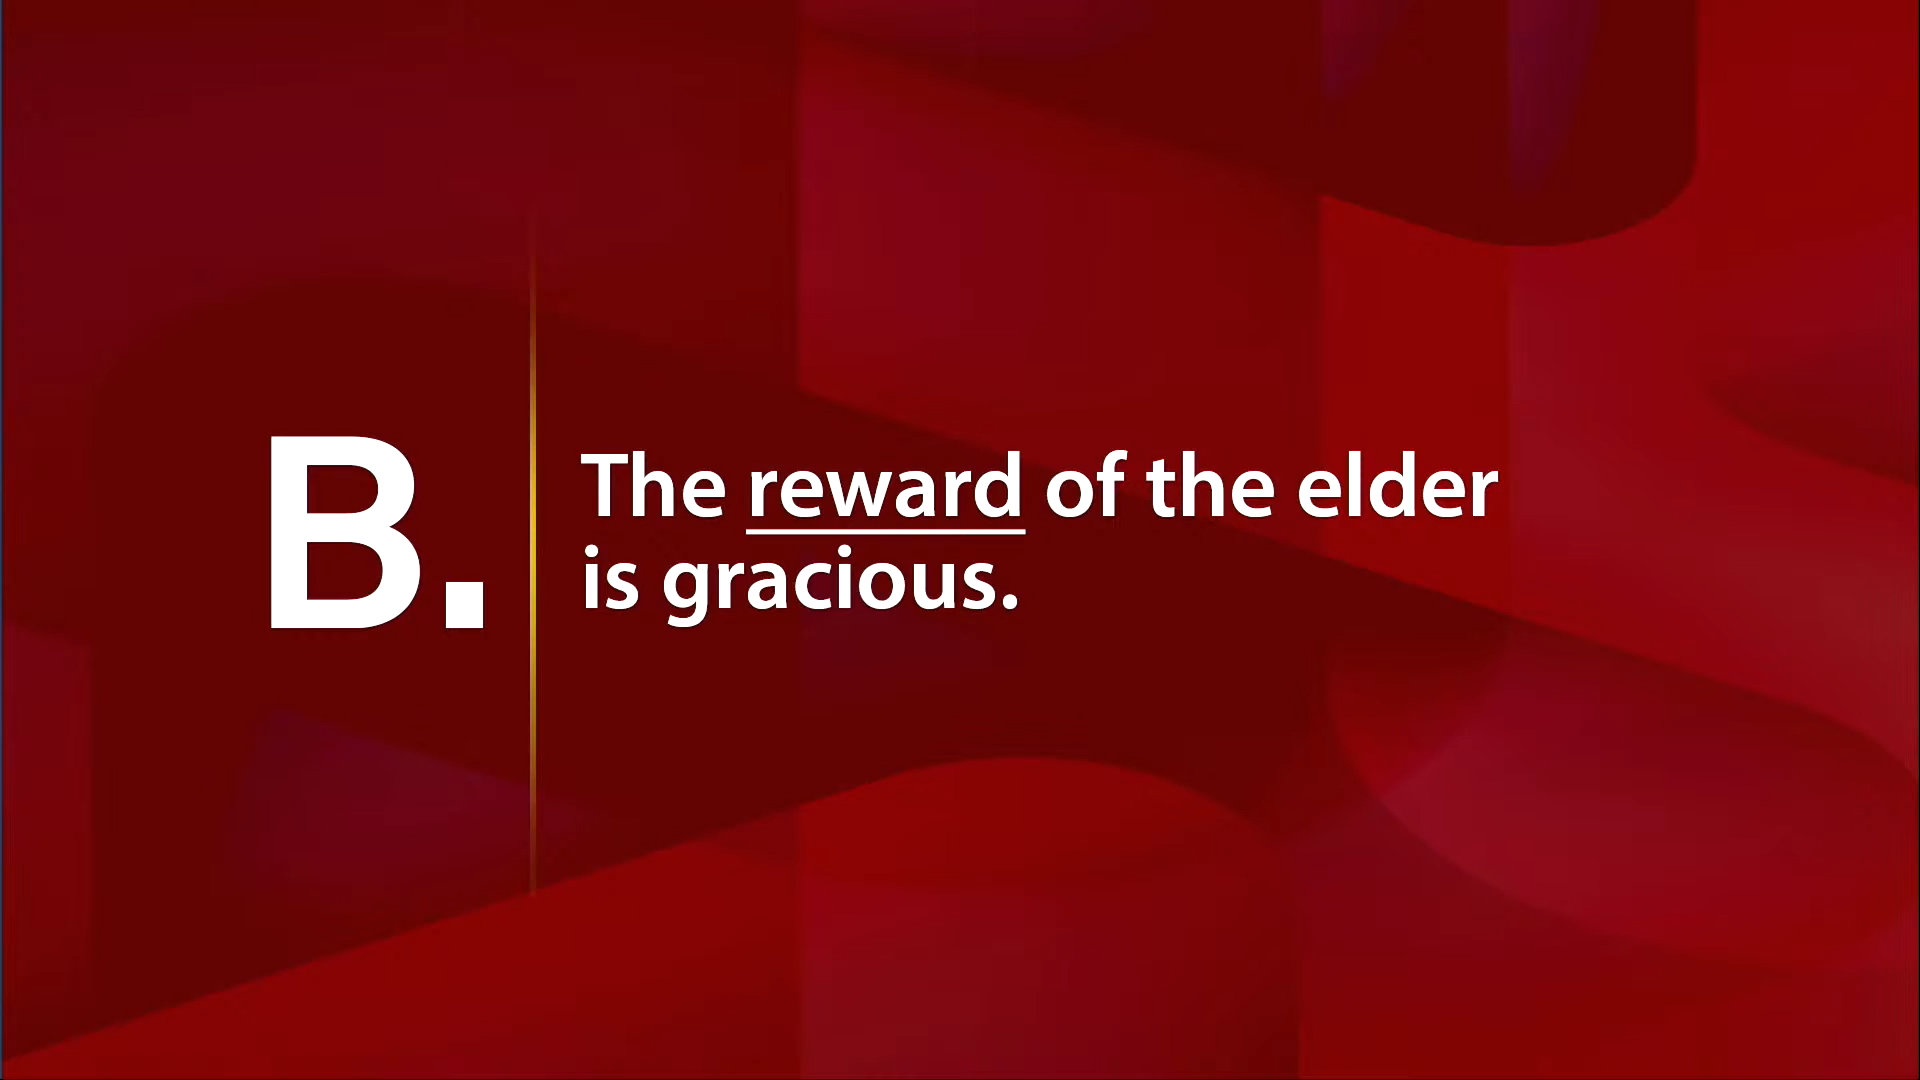 B.
The reward of the elder
is gracious.